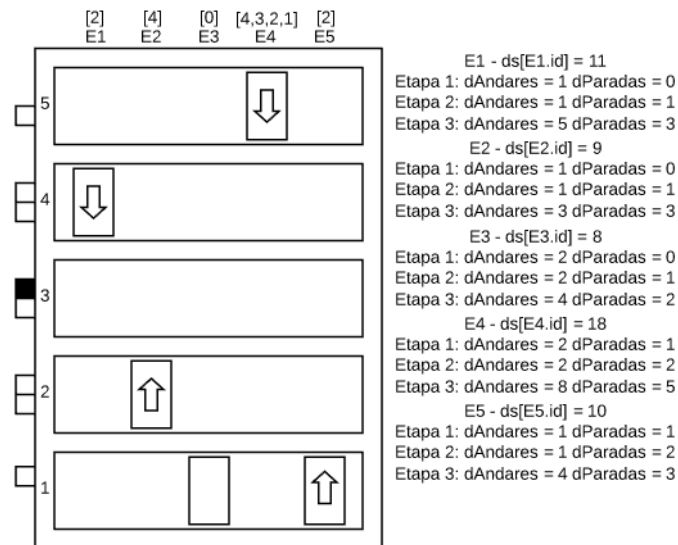 [2] [4] [0] [4,3,2,1] [2]
E1 E2 E3 E4 E5
5
4
3
2
1
E1 - ds[E1.id] = 11
Etapa 1: dAndares = 1 dParadas = 0
Etapa 2: dAndares = 1 dParadas = 1
Etapa 3: dAndares = 5 dParadas = 3
E2 - ds[E2.id] = 9
Etapa 1: dAndares = 1 dParadas = 0
Etapa 2: dAndares = 1 dParadas = 1
Etapa 3: dAndares = 3 dParadas = 3
E3 - ds[E3.id] = 8
Etapa 1: dAndares = 2 dParadas = 0
Etapa 2: dAndares = 2 dParadas = 1
Etapa 3: dAndares = 4 dParadas = 2
E4 - ds[E4.id] = 18
Etapa 1: dAndares = 2 dParadas = 1
Etapa 2: dAndares = 2 dParadas = 2
Etapa 3: dAndares = 8 dParadas = 5
E5 - ds[E5.id] = 10
Etapa 1: dAndares = 1 dParadas = 1
Etapa 2: dAndares = 1 dParadas = 2
Etapa 3: dAndares = 4 dParadas = 3